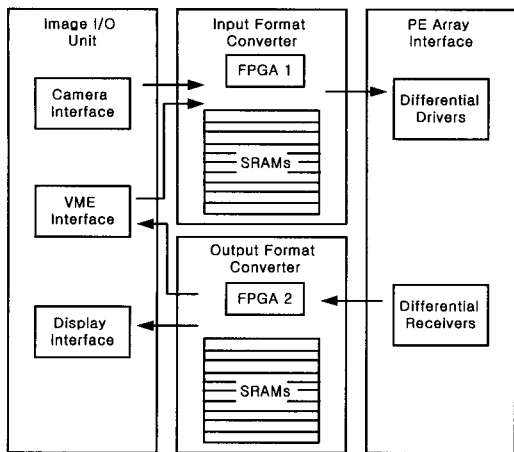 Image I/O
Unit
Camera
Interface
VME
Interface
Display
Interface
Input Format
Converter
FPGA 1
SRAMs
Output Format
Converter
FPGA 2
SRAMs
PE Array
Interface
Differential
Drivers
Differential
Receivers